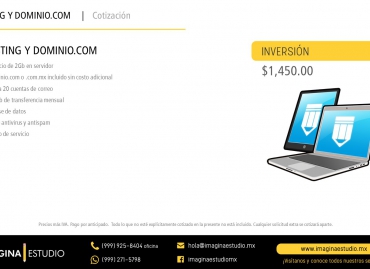 G Y DOMINIO.COM | Cotización
TING Y DOMINIO.COM
INVERSIÓN
cio de 2Gb en servidor
$1,450.00
inio.com o .com.mx incluido sin costo adicional
a 20 cuentas de correo
b de transferencia mensual
se de datos
antivirus y antispam
o de servicio
Precios más IVA. Pago por anticipado. Todo lo que no esté explícitamente cotizado en la presente no está incluido. Cualquier solicitud extra se cotizará aparte.
GINA | ESTUDIO
(999) 925-8404 oficina
hola@imaginaestudio.mx
www.imaginaestudio.mx
(999) 271-5798
imaginaestudiomx
¡Visítanos y conoce todos nuestros se